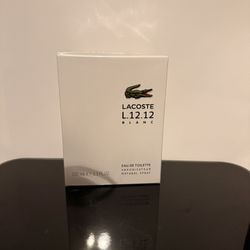 LACOSTE
L.12.12
BLANC
EAU DE TOILETTE
VAPORISATEUR
NATURAL SPRAY